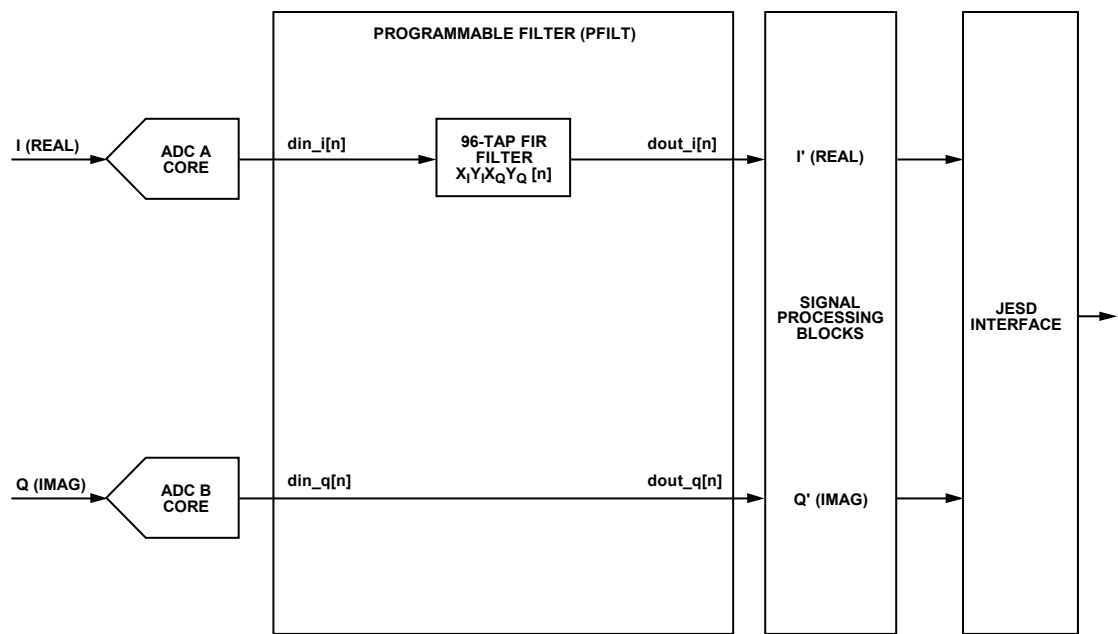 PROGRAMMABLE FILTER (PFILT)
I (REAL)
ADC A
CORE
din_i[n]
96-TAP FIR
FILTER
XIYIXQYQ [n]
dout_i[n]
I' (REAL)
SIGNAL
PROCESSING
BLOCKS
JESD
INTERFACE
Q (IMAG)
ADC B
CORE
din_q[n]
dout_q[n]
Q' (IMAG)